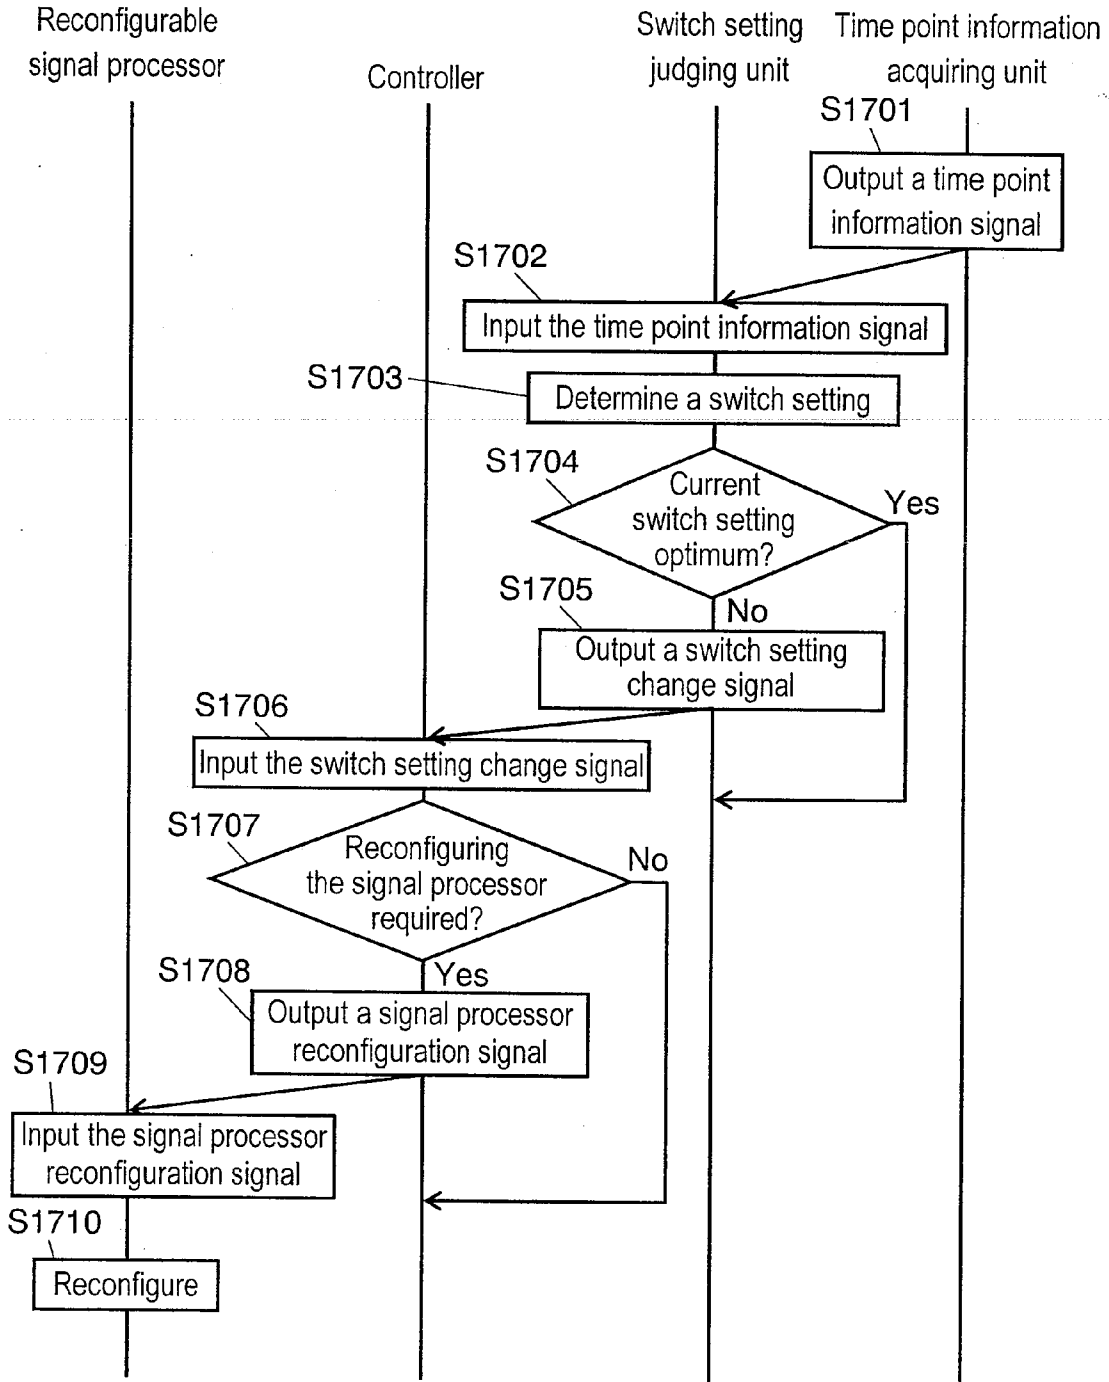 Reconfigurable
signal processor
Controller
Switch setting
judging unit
Time point information
acquiring unit
S1701
Output a time point
information signal
S1702
Input the time point information signal
S1703
Determine a switch setting
S1704
Current
switch setting
optimum?
Yes
S1705
No
Output a switch setting
change signal
S1706
Input the switch setting change signal
S1707
Reconfiguring
the signal processor
required?
No
S1708
Yes
Output a signal processor
reconfiguration signal
S1709
Input the signal processor
reconfiguration signal
S1710
Reconfigure